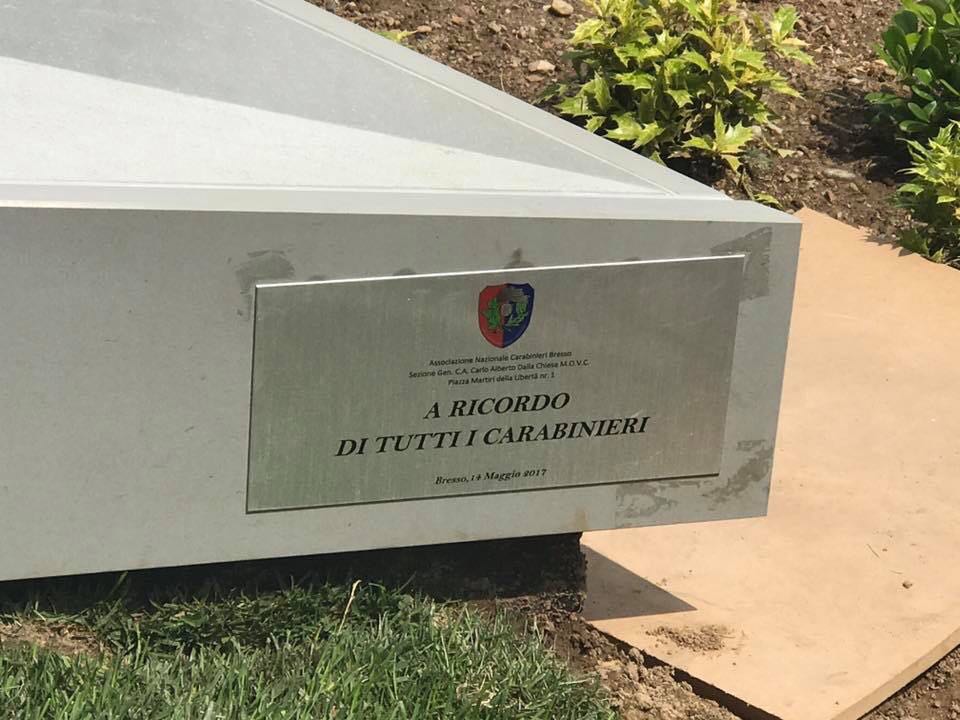 Associazione Nazionale Carabinieri Bresso
Sezione Gen. C.A. Carlo Alberto Dalla Chiese M.O.V.C.
Piazza Martiri della Libertà nr. 1
A RICORDO
DI TUTTI I CARABINIERI
Bresso, 14 Maggio 2017